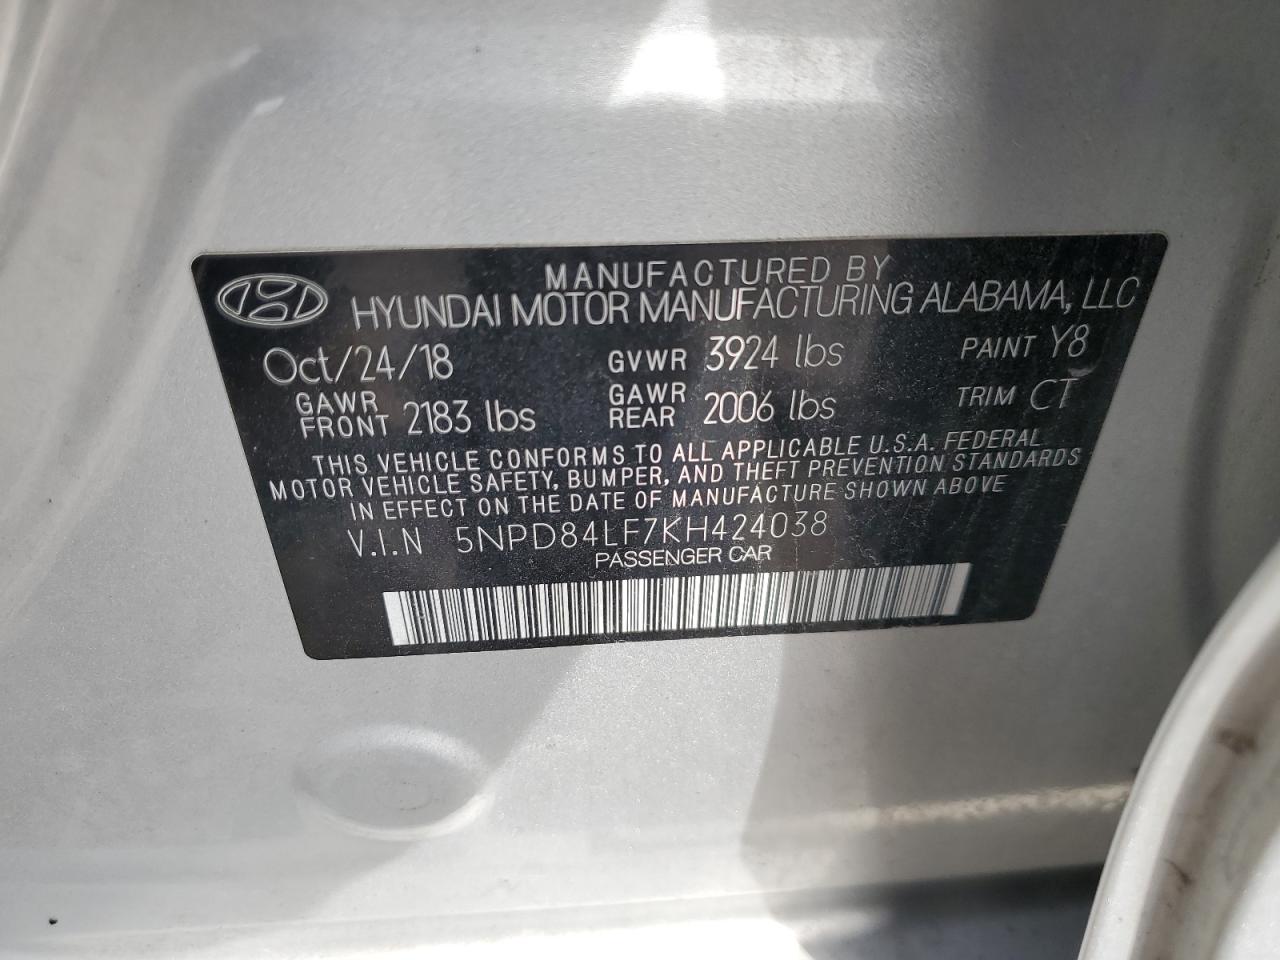 MANUFACTURED BY
HYUNDAI MOTOR MANUFACTURING ALABAMA, LLC
Oct/24/18 GVWR 3924 lbs PAINT Y8
GAWR FRONT 2183 lbs GAWR REAR 2006 lbs TRIM CT
THIS VEHICLE CONFORMS TO ALL APPLICABLE U.S.A. FEDERAL
MOTOR VEHICLE SAFETY, BUMPER, AND THEFT PREVENTION STANDARDS
IN EFFECT ON THE DATE OF MANUFACTURE SHOWN ABOVE
V.I.N 5NPD84LF7KH424038
PASSENGER CAR